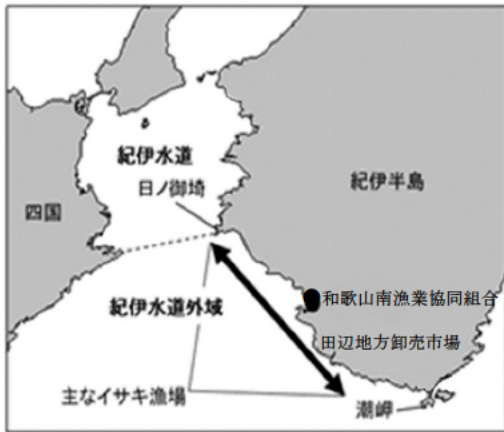 紀伊水道
日ノ御埼
紀伊半島
四国
和歌山南漁業協同組合
紀伊水道外域
田辺地方卸売市場
主なイサキ漁場
潮岬